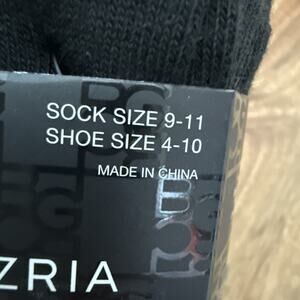 SOCK SIZE 9-11
SHOE SIZE 4-10
MADE IN CHINA
ZRIA